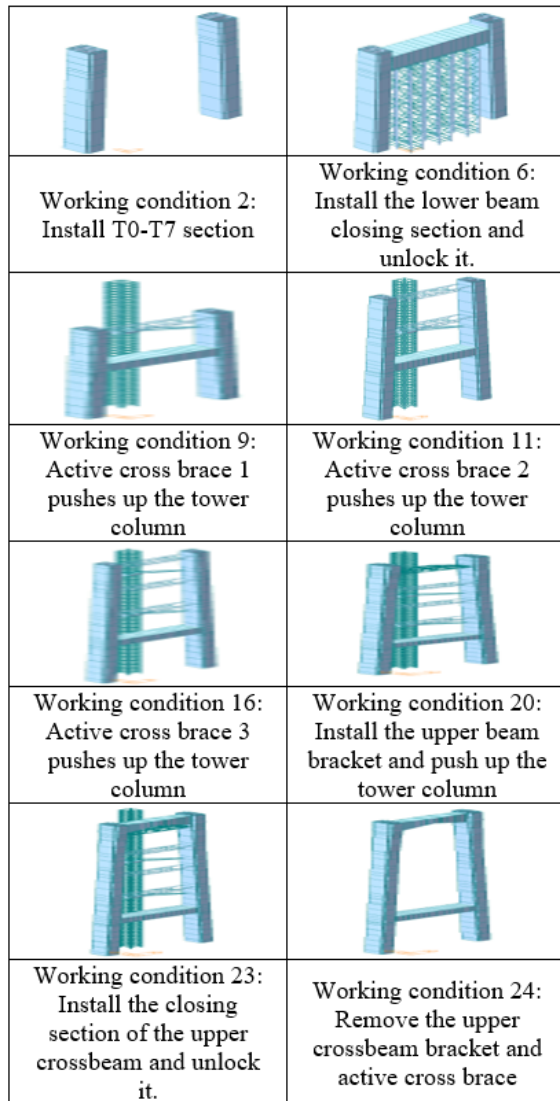 Working condition 2:
Install T0-T7 section
Working condition 6:
Install the lower beam
closing section and
unlock it.
Working condition 9:
Active cross brace 1
pushes up the tower
column
Working condition 11:
Active cross brace 2
pushes up the tower
column
Working condition 16:
Active cross brace 3
pushes up the tower
column
Working condition 20:
Install the upper beam
bracket and push up the
tower column
Working condition 23:
Install the closing
section of the upper
crossbeam and unlock
it.
Working condition 24:
Remove the upper
crossbeam bracket and
active cross brace